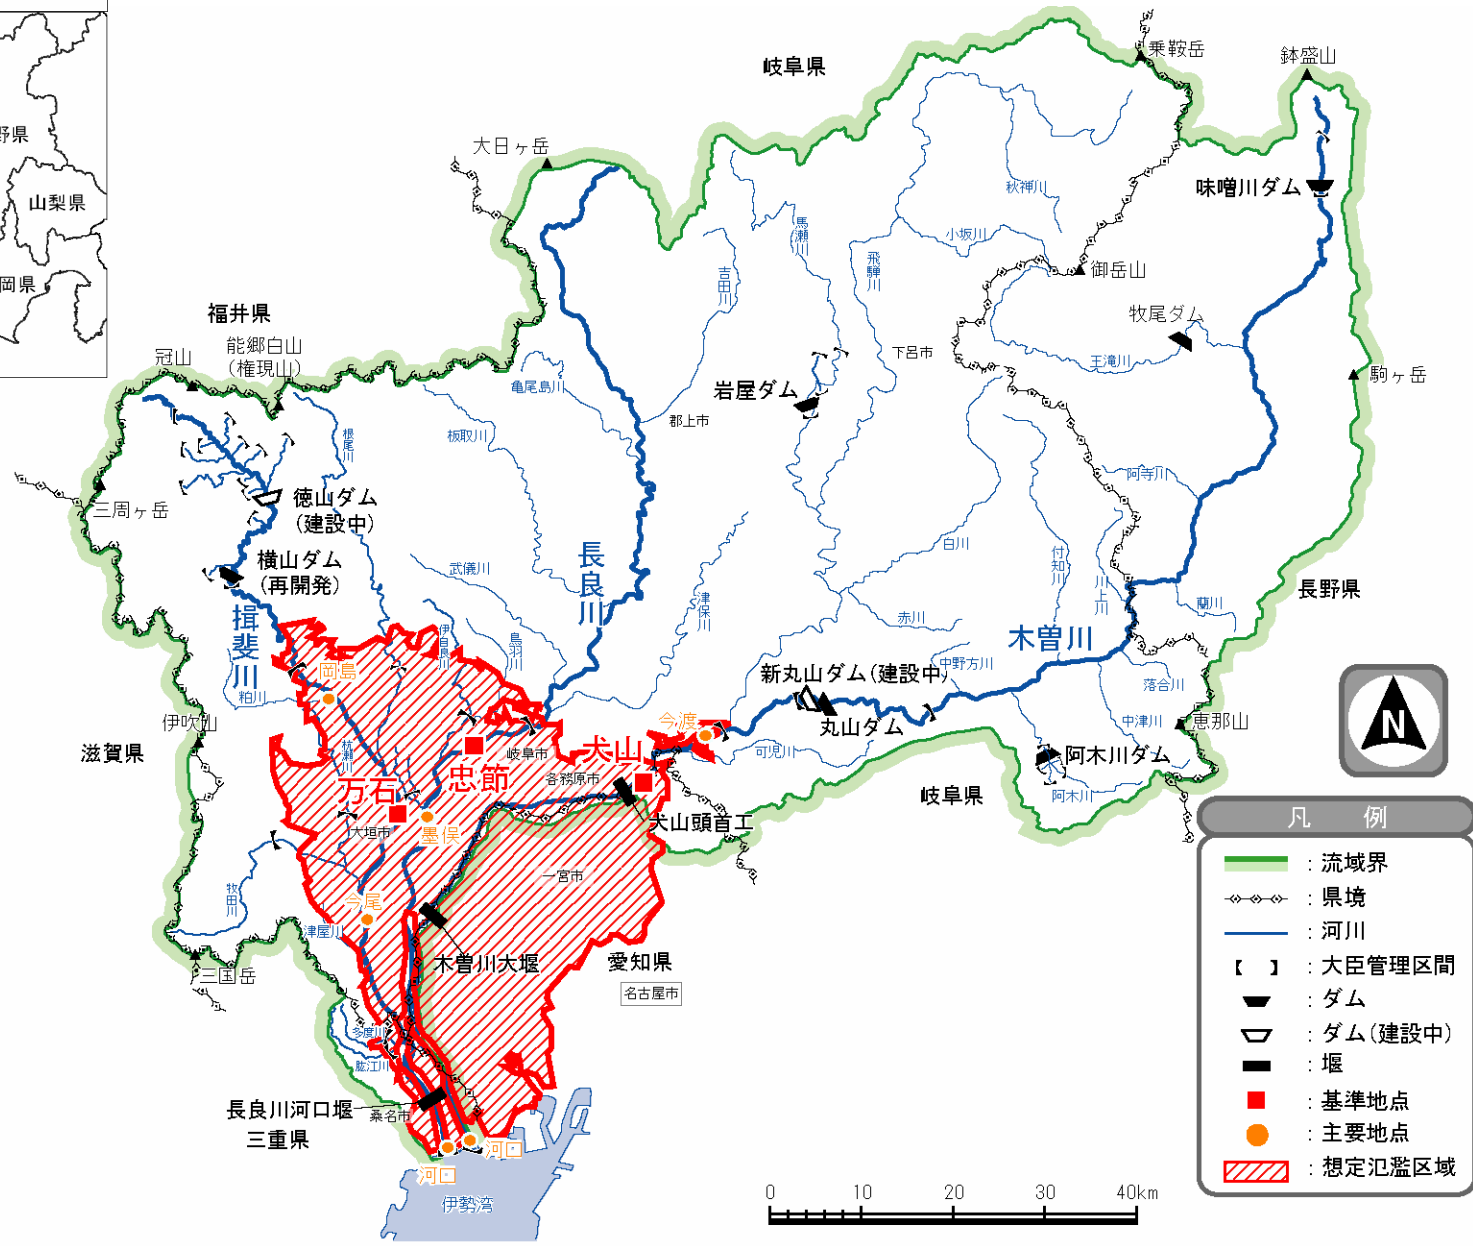 野県
山梨県
岡県
岐阜県
乗鞍岳
鉢盛山
大日ヶ岳
味噌川ダム
秋神川
馬瀬川
小坂川
飛騨川
吉田川
御岳山
福井県
牧尾ダム
能郷白山
(権現山)
冠山
下呂市
王滝川
駒ヶ岳
亀尾島川
岩屋ダム
郡上市
板取川
根尾川
阿寺川
徳山ダム
(建設中)
三周ヶ岳
長良川
白川
横山ダム
(再開発)
武儀川
付知川
川上川
津保川
長野県
蘭川
揖斐川
赤川
木曽川
伊自良川
鳥羽川
岡島
新丸山ダム(建設中)
中野方川
粕川
落合川
伊吹山
今渡
丸山ダム
中津川
恵那山
滋賀県
杭瀬川
岐阜市
犬山
可児川
阿木川ダム
忠節
各務原市
万石
阿木川
岐阜県
大垣市
墨俣
犬山頭首工
一宮市
牧田川
今尾
津屋川
木曽川大堰
愛知県
三国岳
名古屋市
多度川
肱江川
長良川河口堰
桑名市
三重県
河口
河口
伊勢湾
N
凡 例
：流域界
：県境
：河川
：大臣管理区間
：ダム
：ダム(建設中)
：堰
：基準地点
：主要地点
：想定氾濫区域
0 10 20 30 40km